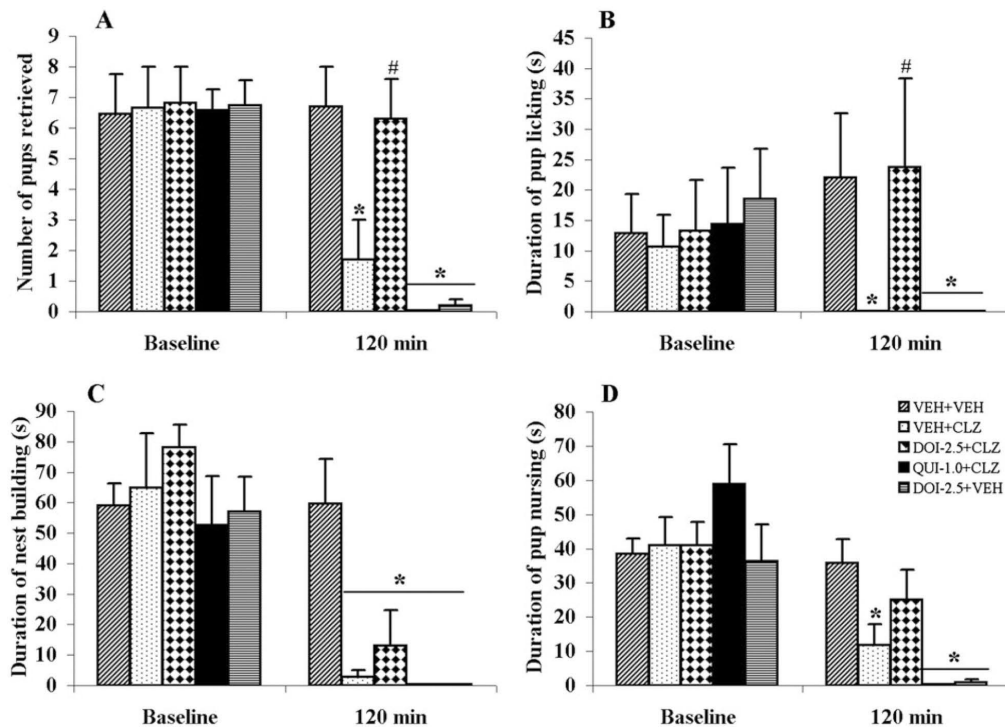 A
Number of pups retrieved
9
8
7
6
5
4
3
2
1
0
#
*
*
Baseline
120 min
B
Duration of pup licking (s)
45
40
35
30
25
20
15
10
5
0
#
*
*
Baseline
120 min
C
Duration of nest building (s)
90
80
70
60
50
40
30
20
10
0
*
Baseline
120 min
D
Duration of pup nursing (s)
80
70
60
50
40
30
20
10
0
*
*
Baseline
120 min
VEH+VEH
VEH+CLZ
DOI-2.5+CLZ
QUI-1.0+CLZ
DOI-2.5+VEH